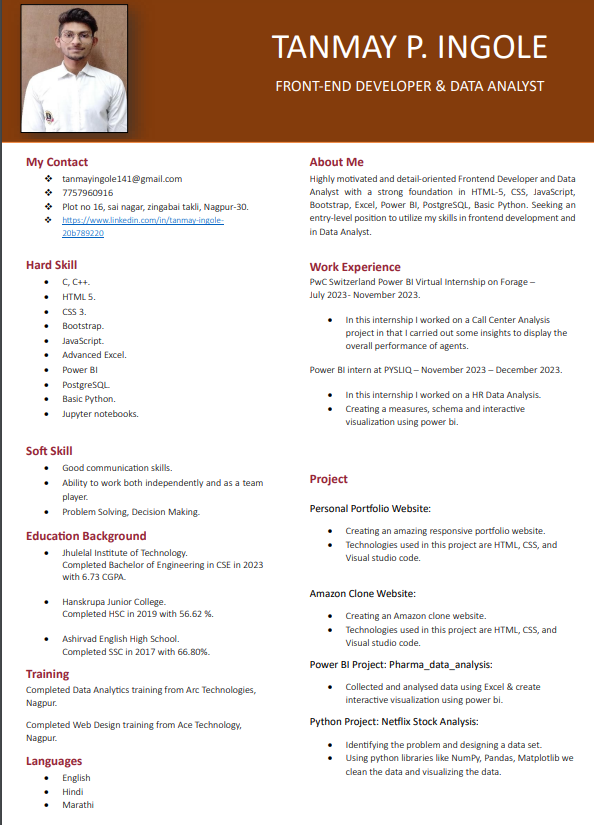 TANMAY P. INGOLE
FRONT-END DEVELOPER & DATA ANALYST
My Contact
❖ tanmayingole141@gmail.com
❖ 7757960916
❖ Plot no 16, sai nagar, zingabai takli, Nagpur-30.
❖ https://www.linkedin.com/in/tanmay-ingole-
20b789220
Hard Skill
• C, C++.
• HTML 5.
• CSS 3.
• Bootstrap.
• JavaScript.
• Advanced Excel.
• Power BI
• PostgreSQL.
• Basic Python.
• Jupyter notebooks.
Soft Skill
• Good communication skills.
• Ability to work both independently and as a team
player.
• Problem Solving, Decision Making.
Education Background
• Jhulelal Institute of Technology.
Completed Bachelor of Engineering in CSE in 2023
with 6.73 CGPA.
• Hanskrupa Junior College.
Completed HSC in 2019 with 56.62 %.
• Ashirvad English High School.
Completed SSC in 2017 with 66.80%.
Training
Completed Data Analytics training from Arc Technologies,
Nagpur.
Completed Web Design training from Ace Technology,
Nagpur.
Languages
• English
• Hindi
• Marathi
About Me
Highly motivated and detail-oriented Frontend Developer and Data
Analyst with a strong foundation in HTML-5, CSS, JavaScript,
Bootstrap, Excel, Power BI, PostgreSQL, Basic Python. Seeking an
entry-level position to utilize my skills in frontend development and
in Data Analyst.
Work Experience
PwC Switzerland Power BI Virtual Internship on Forage –
July 2023- November 2023.
• In this internship I worked on a Call Center Analysis
project in that I carried out some insights to display the
overall performance of agents.
Power BI intern at PYSLIQ – November 2023 – December 2023.
• In this internship I worked on a HR Data Analysis.
• Creating a measures, schema and interactive
visualization using power bi.
Project
Personal Portfolio Website:
• Creating an amazing responsive portfolio website.
• Technologies used in this project are HTML, CSS, and
Visual studio code.
Amazon Clone Website:
• Creating an Amazon clone website.
• Technologies used in this project are HTML, CSS, and
Visual studio code.
Power BI Project: Pharma_data_analysis:
• Collected and analysed data using Excel & create
interactive visualization using power bi.
Python Project: Netflix Stock Analysis:
• Identifying the problem and designing a data set.
• Using python libraries like NumPy, Pandas, Matplotlib we
clean the data and visualizing the data.